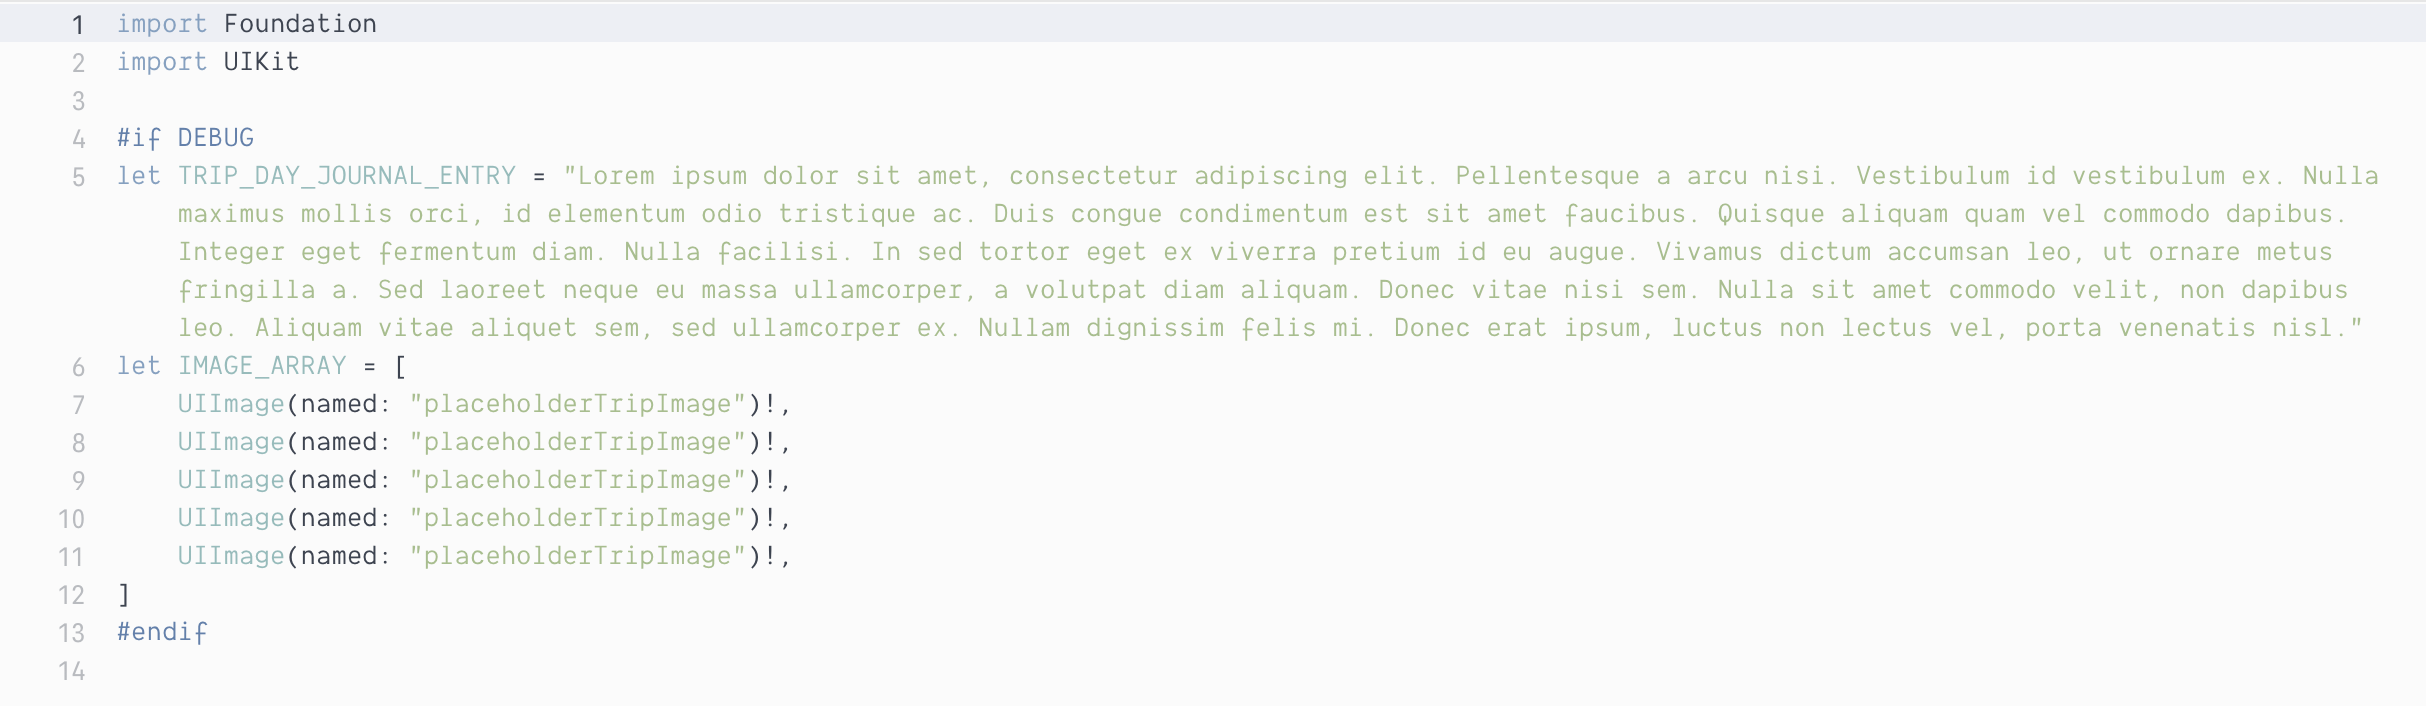 1 import Foundation
2 import UIKit
3
4 #if DEBUG
5 let TRIP_DAY_JOURNAL_ENTRY = "Lorem ipsum dolor sit amet, consectetur adipiscing elit. Pellentesque a arcu nisi. Vestibulum id vestibulum ex. Nulla
maximus mollis orci, id elementum odio tristique ac. Duis congue condimentum est sit amet faucibus. Quisque aliquam quam vel commodo dapibus.
Integer eget fermentum diam. Nulla facilisi. In sed tortor eget ex viverra pretium id eu augue. Vivamus dictum accumsan leo, ut ornare metus
fringilla a. Sed laoreet neque eu massa ullamcorper, a volutpat diam aliquam. Donec vitae nisi sem. Nulla sit amet commodo velit, non dapibus
leo. Aliquam vitae aliquet sem, sed ullamcorper ex. Nullam dignissim felis mi. Donec erat ipsum, luctus non lectus vel, porta venenatis nisl."
6 let IMAGE_ARRAY = [
7     UIImage(named: "placeholderTripImage")!,
8     UIImage(named: "placeholderTripImage")!,
9     UIImage(named: "placeholderTripImage")!,
10     UIImage(named: "placeholderTripImage")!,
11     UIImage(named: "placeholderTripImage")!,
12 ]
13 #endif
14